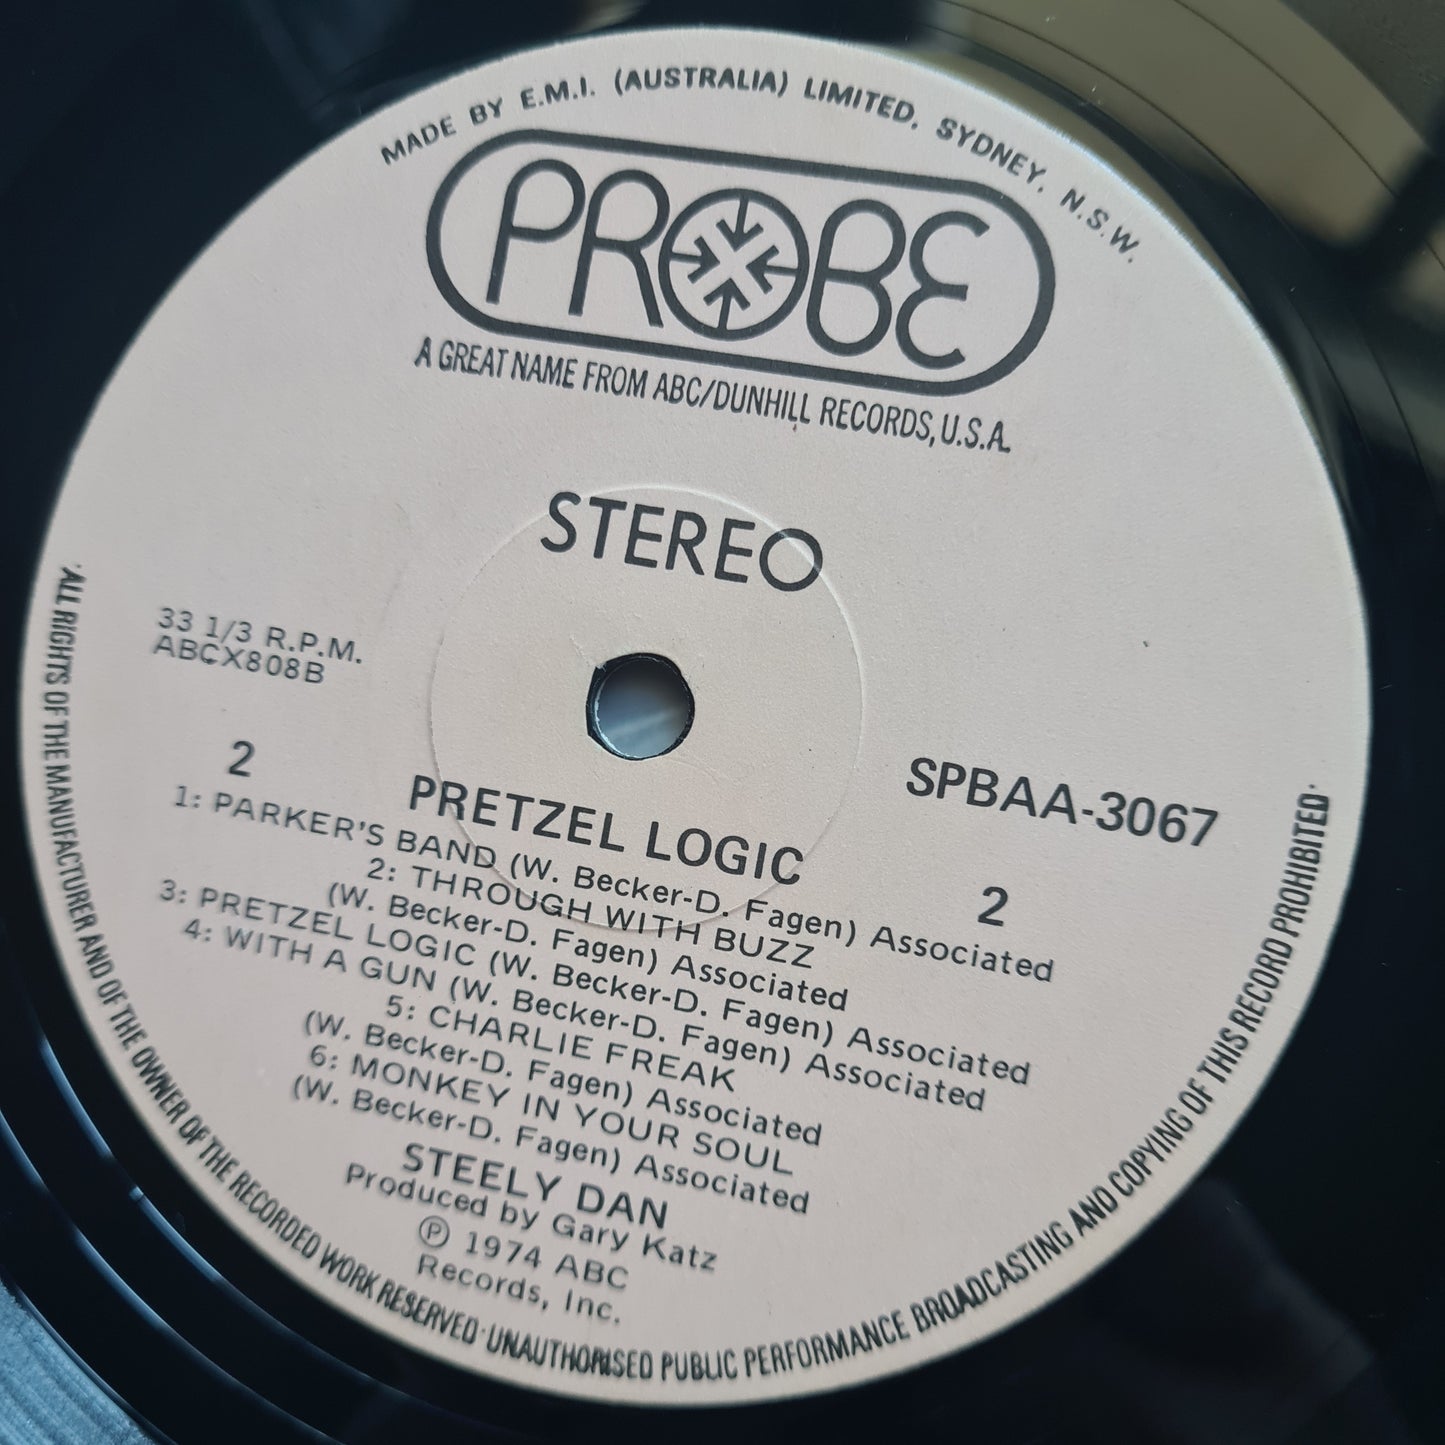 MADE BY E.M.I. (AUSTRALIA) LIMITED. SYDNEY. N.S.W.
PROBE
A GREAT NAME FROM ABC/DUNHILL RECORDS, U.S.A.
STEREO
33 1/3 R.P.M.
ABCX808B
SPBAA-3067
2
2
PRETZEL LOGIC
1: PARKER'S BAND (W. Becker-D. Fagen) Associated
2: THROUGH WITH BUZZ
(W. Becker-D. Fagen) Associated
3: PRETZEL LOGIC (W. Becker-D. Fagen) Associated
4: WITH A GUN (W. Becker-D. Fagen) Associated
5: CHARLIE FREAK
(W. Becker-D. Fagen) Associated
6: MONKEY IN YOUR SOUL
(W. Becker-D. Fagen) Associated
STEELY DAN
Produced by Gary Katz
℗ 1974 ABC
Records, Inc.
·ALL RIGHTS OF THE MANUFACTURER AND OF THE OWNER OF THE RECORDED WORK RESERVED·UNAUTHORISED PUBLIC PERFORMANCE BROADCASTING AND COPYING OF THIS RECORD PROHIBITED·